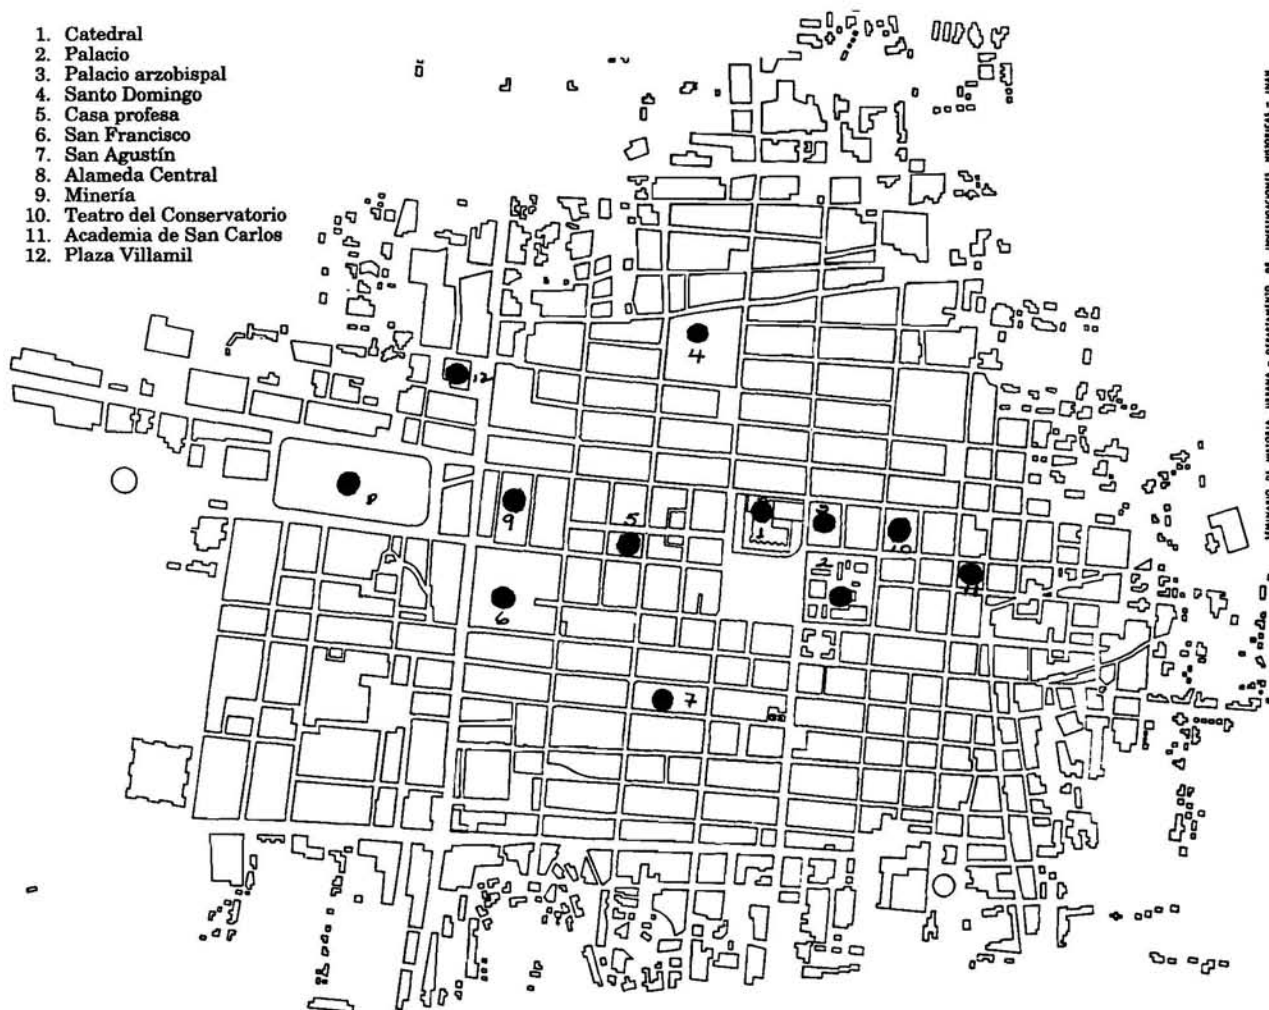 1. Catedral
2. Palacio
3. Palacio arzobispal
4. Santo Domingo
5. Casa profesa
6. San Francisco
7. San Agustín
8. Alameda Central
9. Minería
10. Teatro del Conservatorio
11. Academia de San Carlos
12. Plaza Villamil
4
12
8
9
5
1
3
10
2
11
6
7